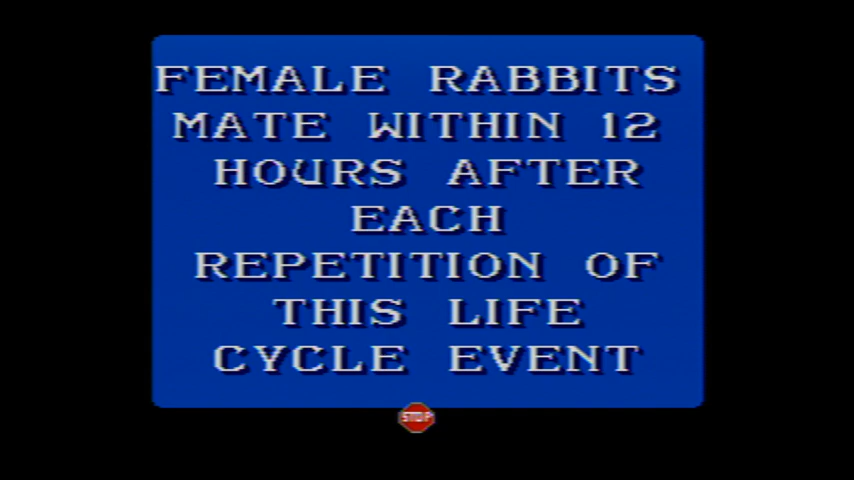 FEMALE RABBITS
MATE WITHIN 12
HOURS AFTER
EACH
REPETITION OF
THIS LIFE
CYCLE EVENT
STOP